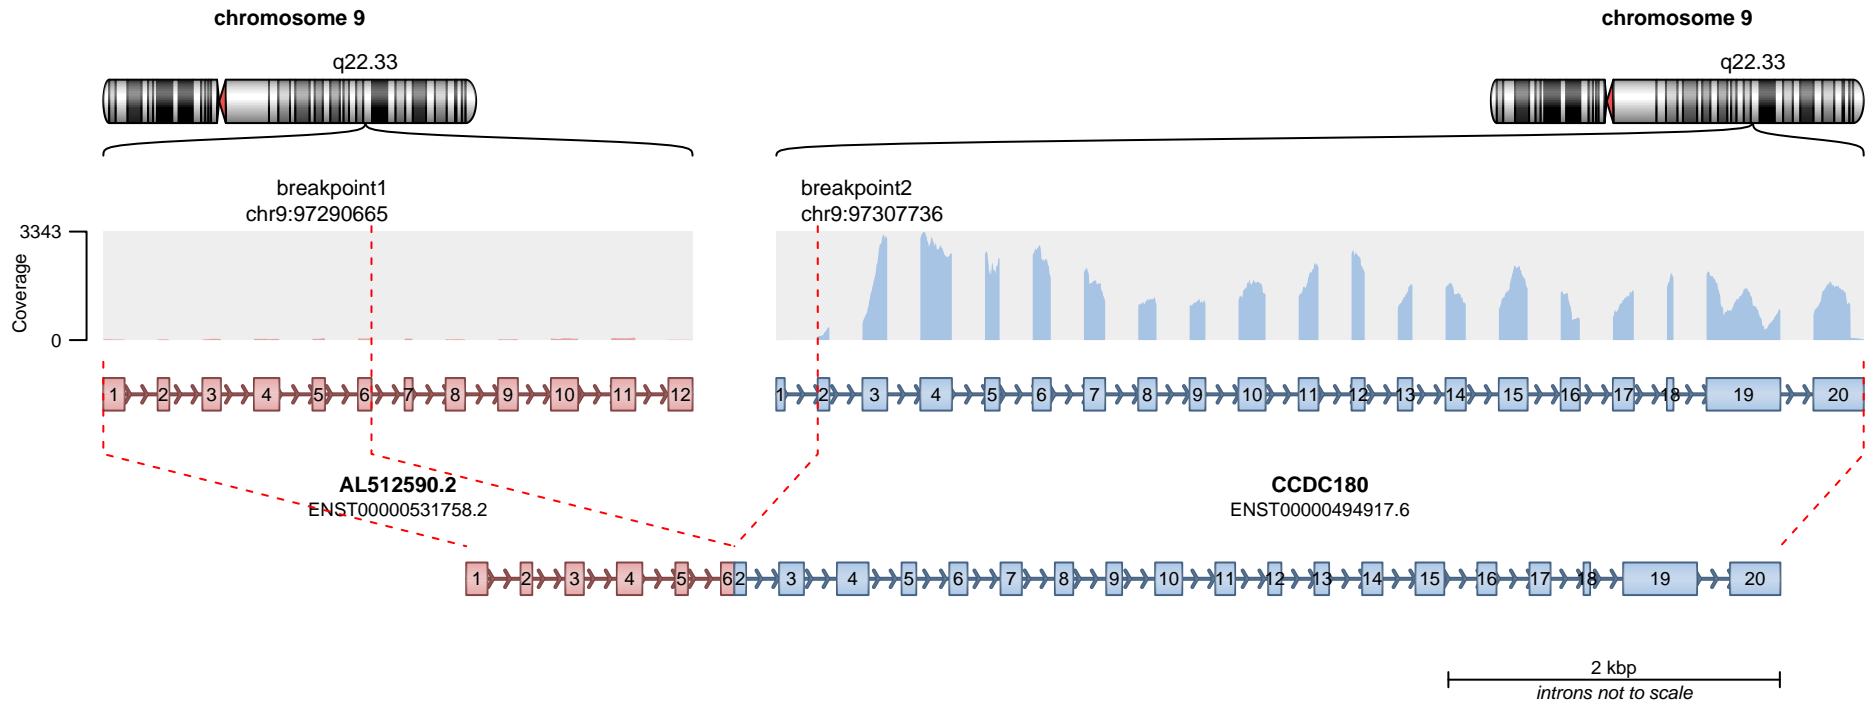 chromosome 9
chromosome 9
q22.33
q22.33
breakpoint1
chr9:97290665
breakpoint2
chr9:97307736
3343
Coverage
0
1 2 3 4 5 6 7 8 9 10 11 12
1 2 3 4 5 6 7 8 9 10 11 12 13 14 15 16 17 18 19 20
AL512590.2
ENST00000531758.2
CCDC180
ENST00000494917.6
1 2 3 4 5 6 2 3 4 5 6 7 8 9 10 11 12 13 14 15 16 17 18 19 20
2 kbp
introns not to scale